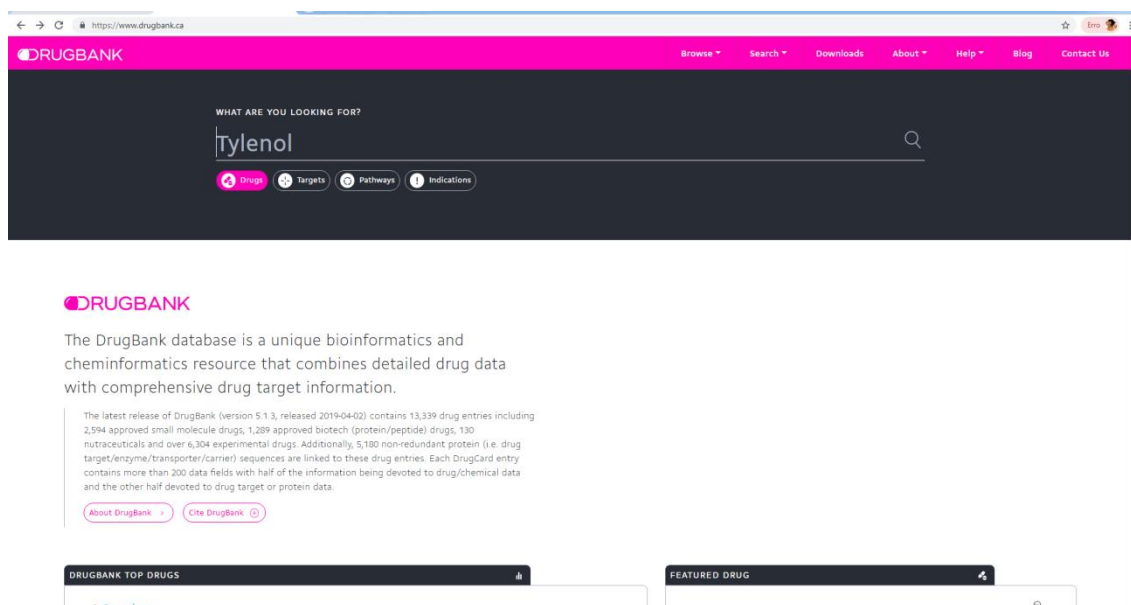 https://www.drugbank.ca
Erro
DRUGBANK
Browse Search Downloads About Help Blog Contact Us
WHAT ARE YOU LOOKING FOR?
Tylenol
Drugs Targets Pathways Indications
DRUGBANK
The DrugBank database is a unique bioinformatics and
cheminformatics resource that combines detailed drug data
with comprehensive drug target information.
The latest release of DrugBank (version 5.1.3, released 2019-04-02) contains 13,339 drug entries including
2,594 approved small molecule drugs, 1,289 approved biotech (protein/peptide) drugs, 130
nutraceuticals and over 6,304 experimental drugs. Additionally, 5,180 non-redundant protein (i.e. drug
target/enzyme/transporter/carrier) sequences are linked to these drug entries. Each DrugCard entry
contains more than 200 data fields with half of the information being devoted to drug/chemical data
and the other half devoted to drug target or protein data.
About DrugBank Cite DrugBank
DRUGBANK TOP DRUGS
FEATURED DRUG